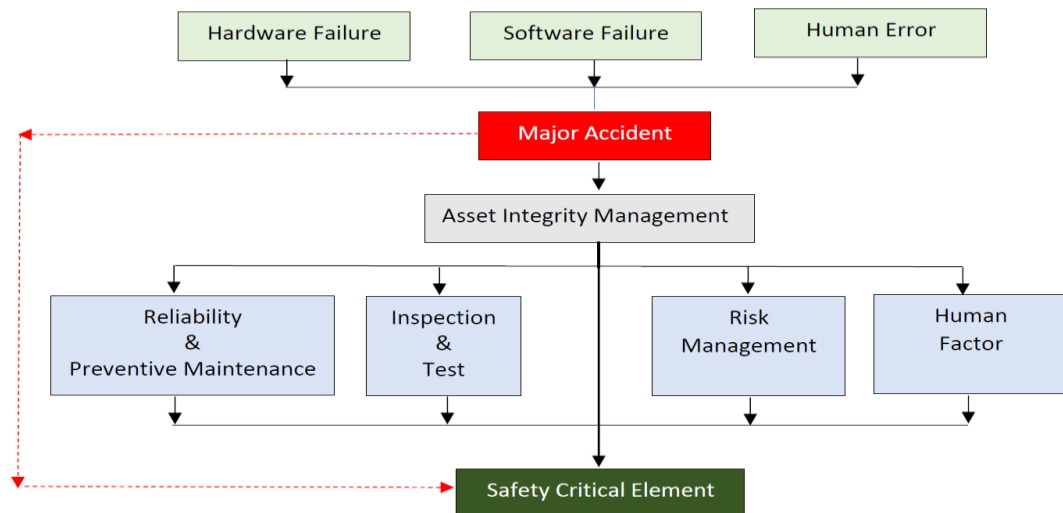 Hardware Failure
Software Failure
Human Error
Major Accident
Asset Integrity Management
Reliability
&
Preventive Maintenance
Inspection
&
Test
Risk
Management
Human
Factor
Safety Critical Element